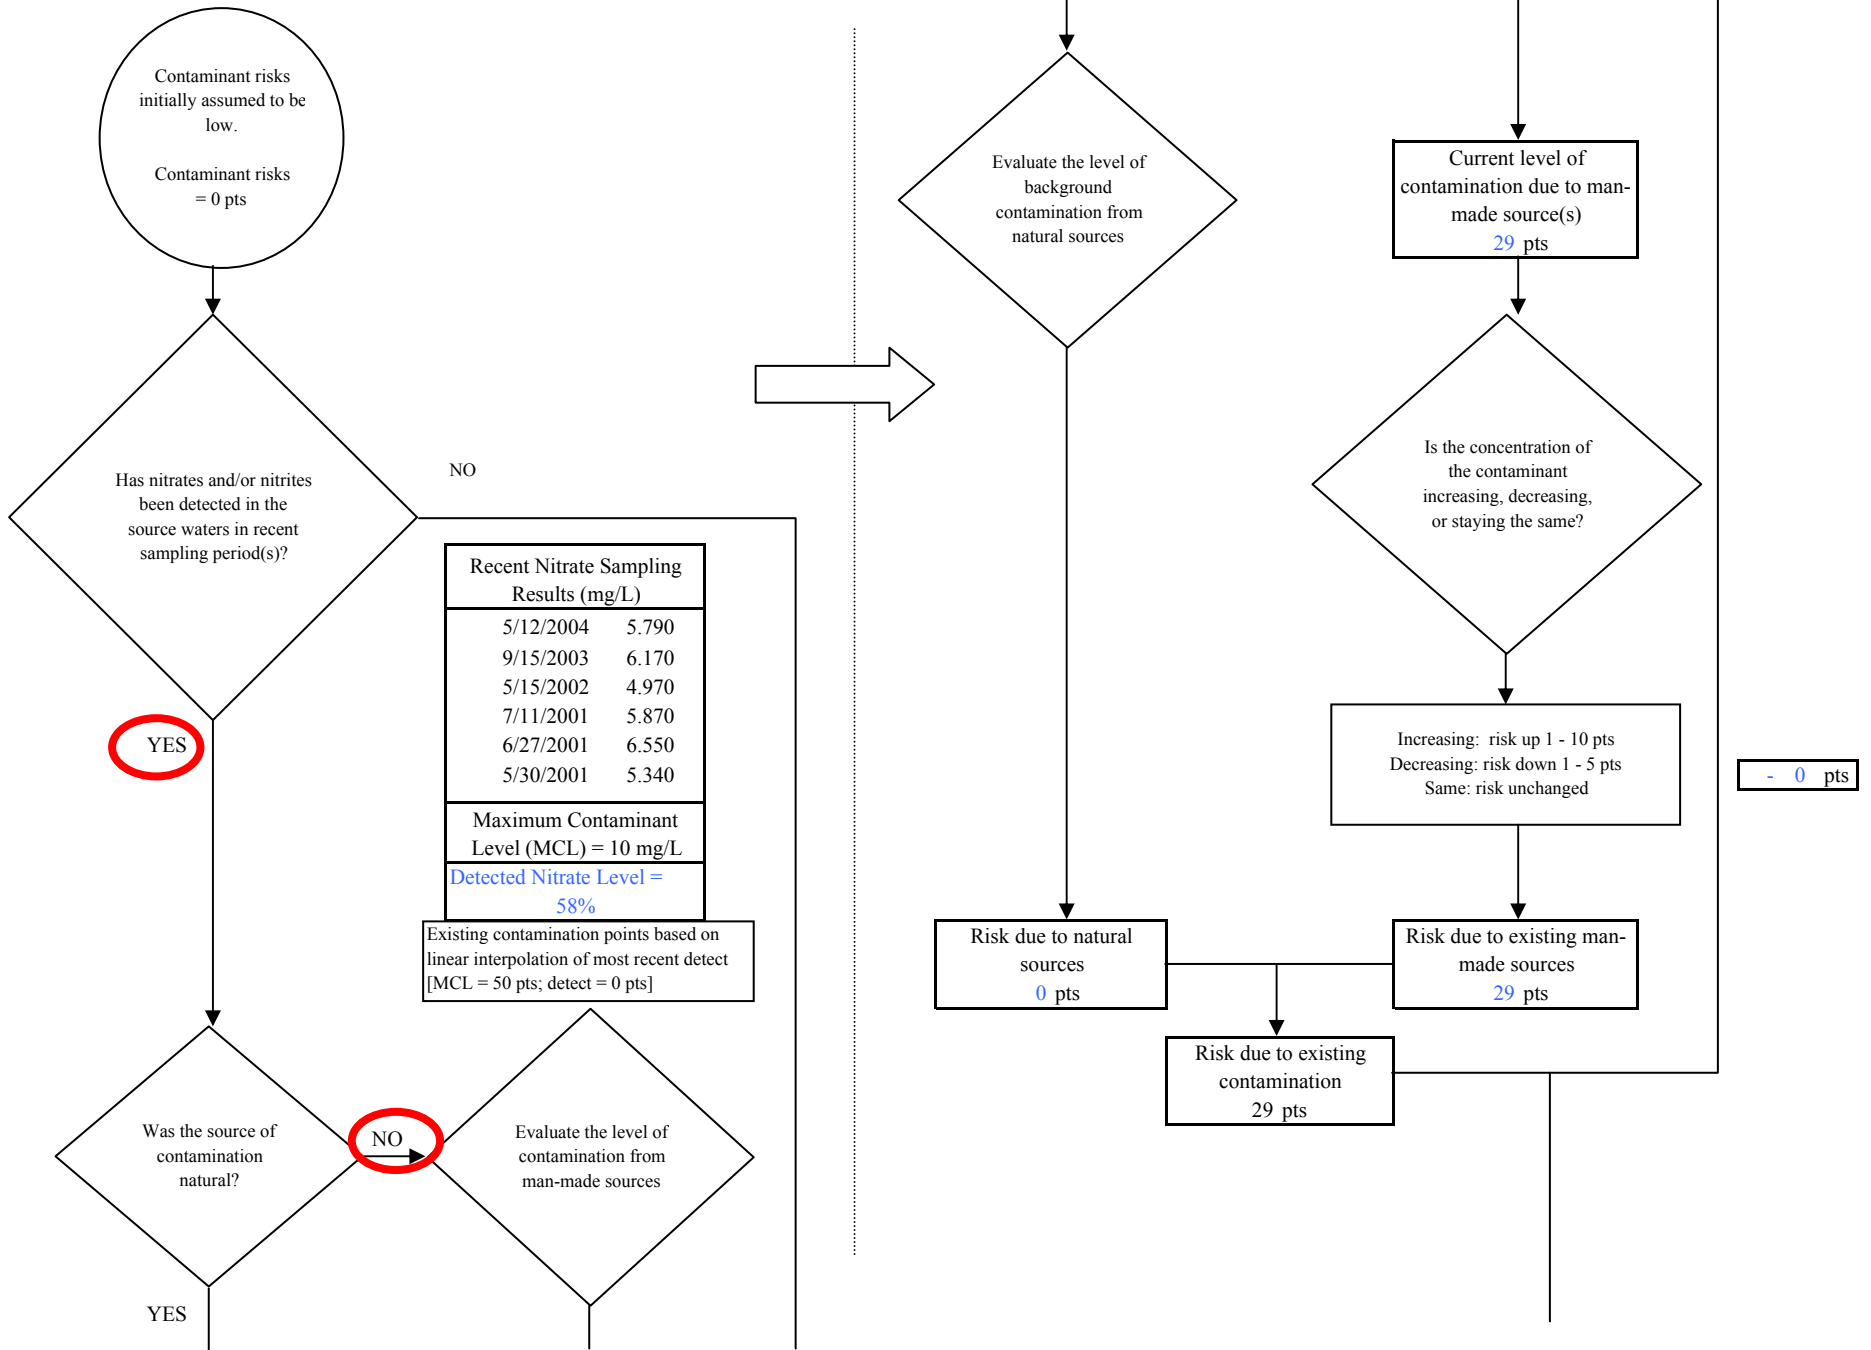 Contaminant risks
initially assumed to be
low.
Contaminant risks
= 0 pts
Has nitrates and/or nitrites
been detected in the
source waters in recent
sampling period(s)?
NO
YES
Recent Nitrate Sampling
Results (mg/L)
5/12/2004 5.790
9/15/2003 6.170
5/15/2002 4.970
7/11/2001 5.870
6/27/2001 6.550
5/30/2001 5.340
Maximum Contaminant
Level (MCL) = 10 mg/L
Detected Nitrate Level =
58%
Existing contamination points based on
linear interpolation of most recent detect
[MCL = 50 pts; detect = 0 pts]
Was the source of
contamination
natural?
NO
YES
Evaluate the level of
contamination from
man-made sources
Evaluate the level of
background
contamination from
natural sources
Current level of
contamination due to man-
made source(s)
29 pts
Is the concentration of
the contaminant
increasing, decreasing,
or staying the same?
Increasing: risk up 1 - 10 pts
Decreasing: risk down 1 - 5 pts
Same: risk unchanged
- 0 pts
Risk due to natural
sources
0 pts
Risk due to existing man-
made sources
29 pts
Risk due to existing
contamination
29 pts